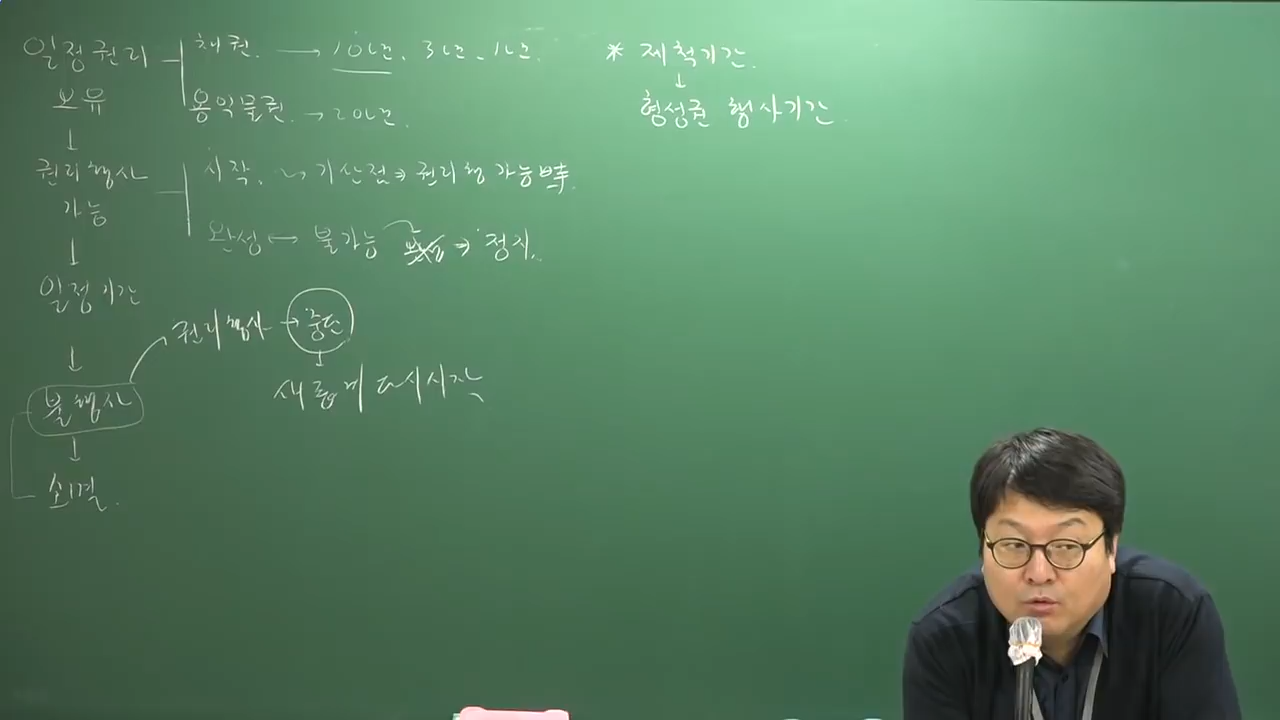 일정권리
보유
↓
권리행사
가능
↓
일정기간
↓
불행사
↓
소멸.
채권. → 10년. 3년. 1년.
용익물권. → 20년.
시작. 기산점 ⇒ 권리행 가능 때.
완성 ↔ 불가능 ⇒ 정지.
권리행사 → 중단
↓
새롭게 다시시작
* 제척기간.
↓
형성권 행사기간.